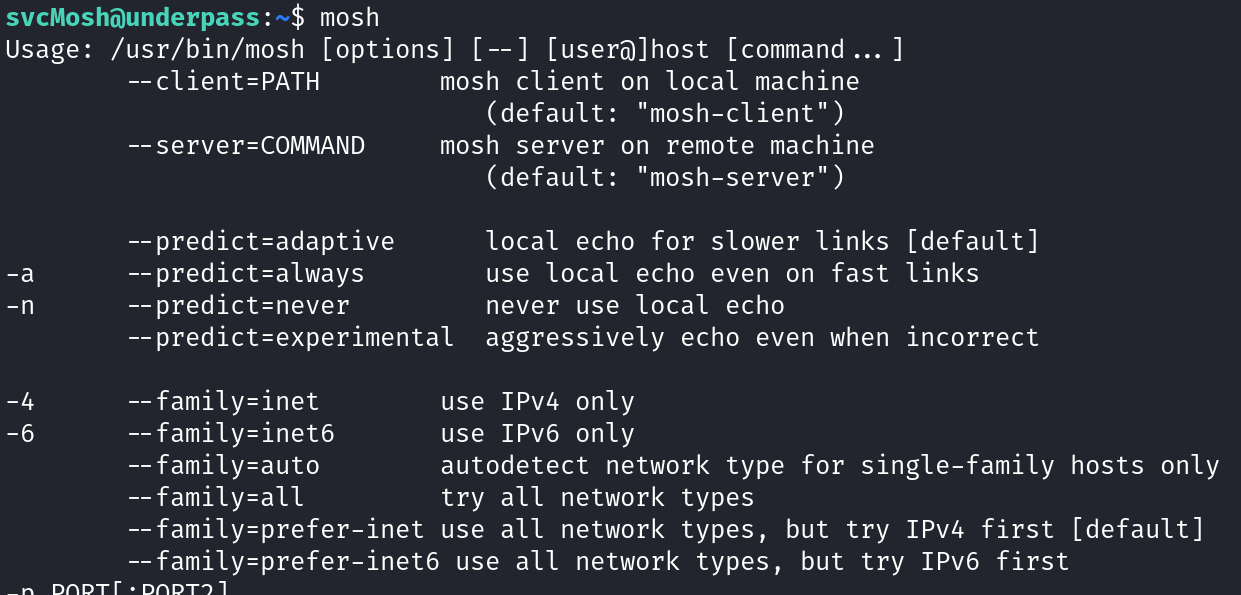 svcMosh@underpass:~$ mosh
Usage: /usr/bin/mosh [options] [--] [user@]host [command...]
        --client=PATH        mosh client on local machine
                                (default: "mosh-client")
        --server=COMMAND     mosh server on remote machine
                                (default: "mosh-server")

        --predict=adaptive      local echo for slower links [default]
-a      --predict=always        use local echo even on fast links
-n      --predict=never         never use local echo
        --predict=experimental  aggressively echo even when incorrect

-4      --family=inet        use IPv4 only
-6      --family=inet6       use IPv6 only
        --family=auto        autodetect network type for single-family hosts only
        --family=all         try all network types
        --family=prefer-inet use all network types, but try IPv4 first [default]
        --family=prefer-inet6 use all network types, but try IPv6 first
-p PORT[:PORT2]